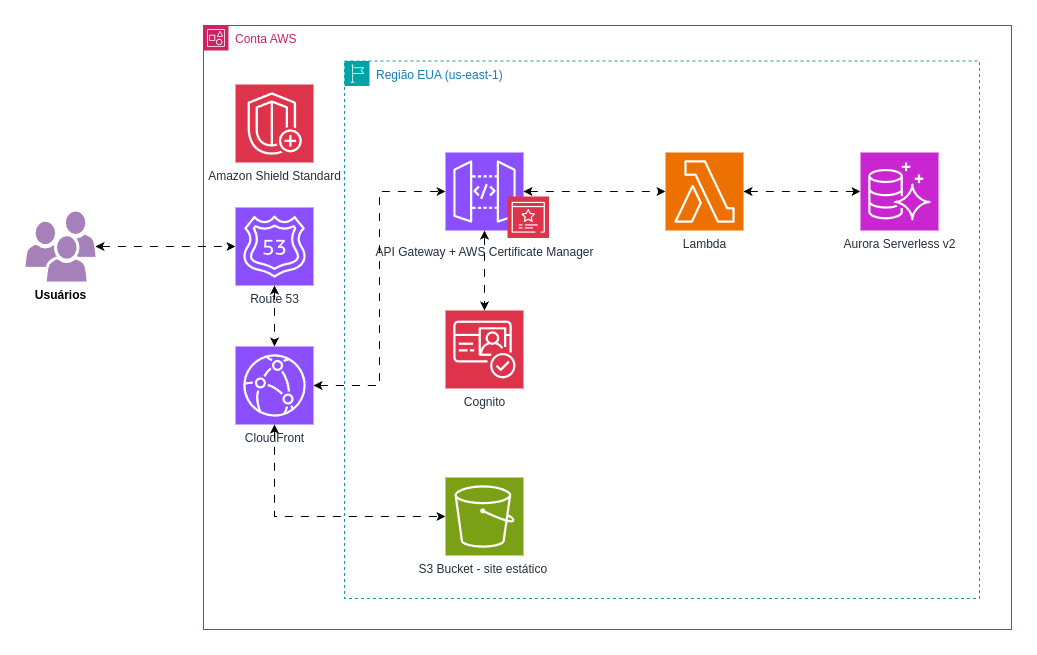 Conta AWS
Região EUA (us-east-1)
Amazon Shield Standard
53
Route 53
Usuários
API Gateway + AWS Certificate Manager
Lambda
Aurora Serverless v2
Cognito
CloudFront
S3 Bucket - site estático